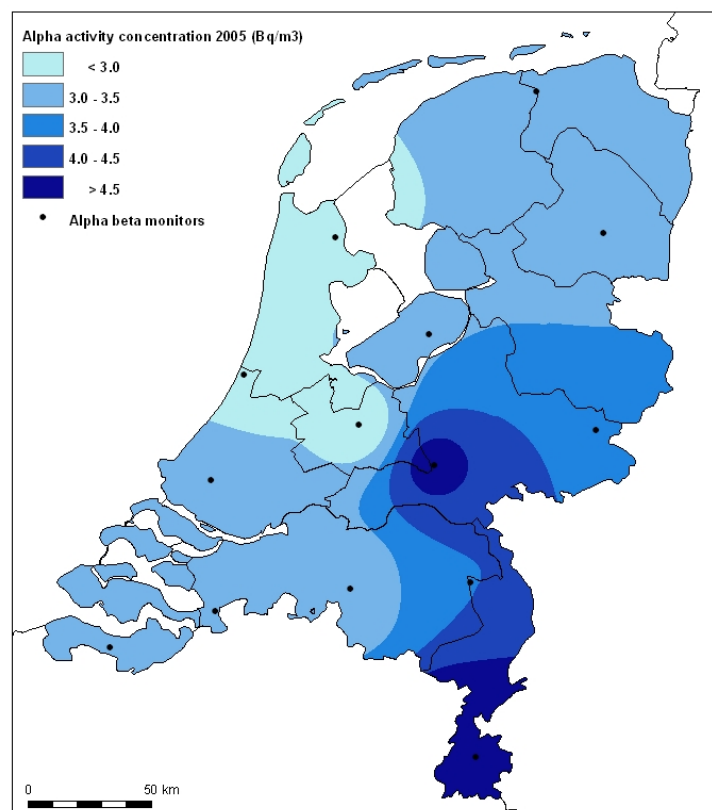 Alpha activity concentration 2005 (Bq/m3)
< 3.0
3.0 - 3.5
3.5 - 4.0
4.0 - 4.5
> 4.5
Alpha beta monitors
0 50 km